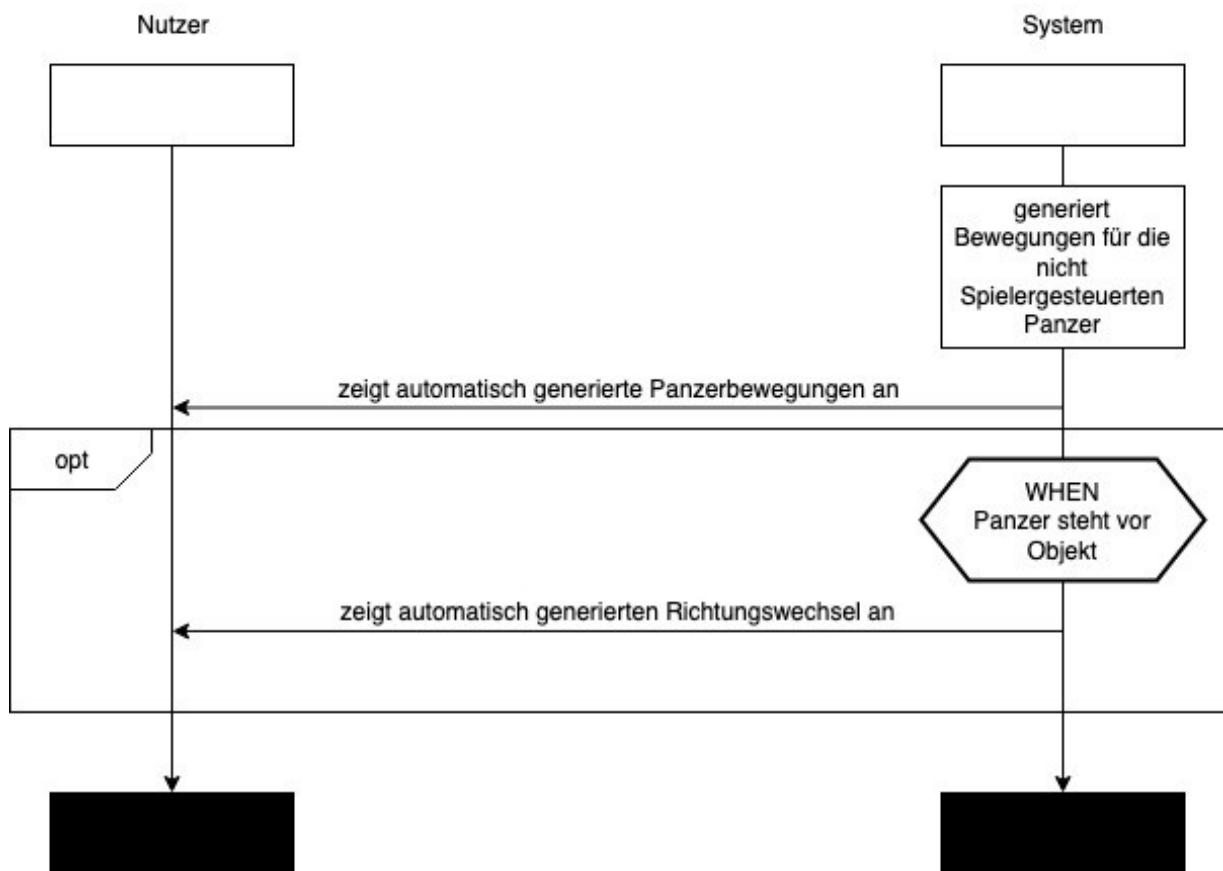 Nutzer
System
generiert
Bewegungen für die
nicht
Spielergesteuerten
Panzer
zeigt automatisch generierte Panzerbewegungen an
opt
WHEN
Panzer steht vor
Objekt
zeigt automatisch generierten Richtungswechsel an